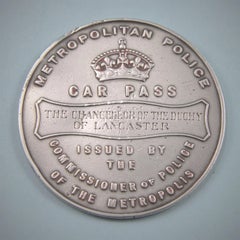 METROPOLITAN POLICE
CAR PASS
THE CHANCELLOR OF THE DUCHY
OF LANCASTER
ISSUED BY
THE
COMMISSIONER OF POLICE
OF THE METROPOLIS